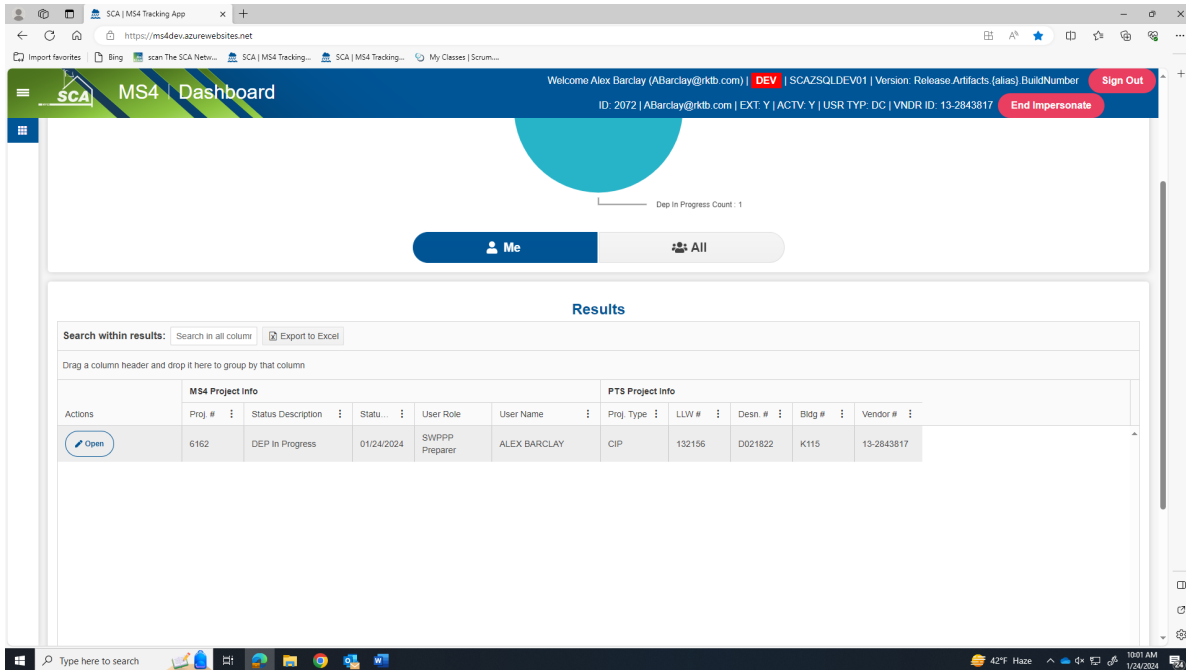 SCA | MS4 Tracking App
https://ms4dev.azurewebsites.net
Import favorites
Bing
scan The SCA Netw...
SCA | MS4 Tracking...
SCA | MS4 Tracking...
My Classes | Scrum....
SCA
MS4 | Dashboard
Welcome Alex Barclay (ABarclay@rktb.com) | DEV | SCAZSQLDEV01 | Version: Release.Artifacts.{alias}.BuildNumber
Sign Out
ID: 2072 | ABarclay@rktb.com | EXT: Y | ACTV: Y | USR TYP: DC | VNDR ID: 13-2843817
End Impersonate
Dep In Progress Count : 1
Me
All
Results
Search within results:
Search in all colum
Export to Excel
Drag a column header and drop it here to group by that column
MS4 Project Info
PTS Project Info
Actions
Proj. #
Status Description
Statu...
User Role
User Name
Proj. Type
LLW #
Desn. #
Bldg #
Vendor #
Open
6162
DEP In Progress
01/24/2024
SWPPP
Preparer
ALEX BARCLAY
CIP
132156
D021822
K115
13-2843817
Type here to search
42°F Haze
10:01 AM
1/24/2024
24